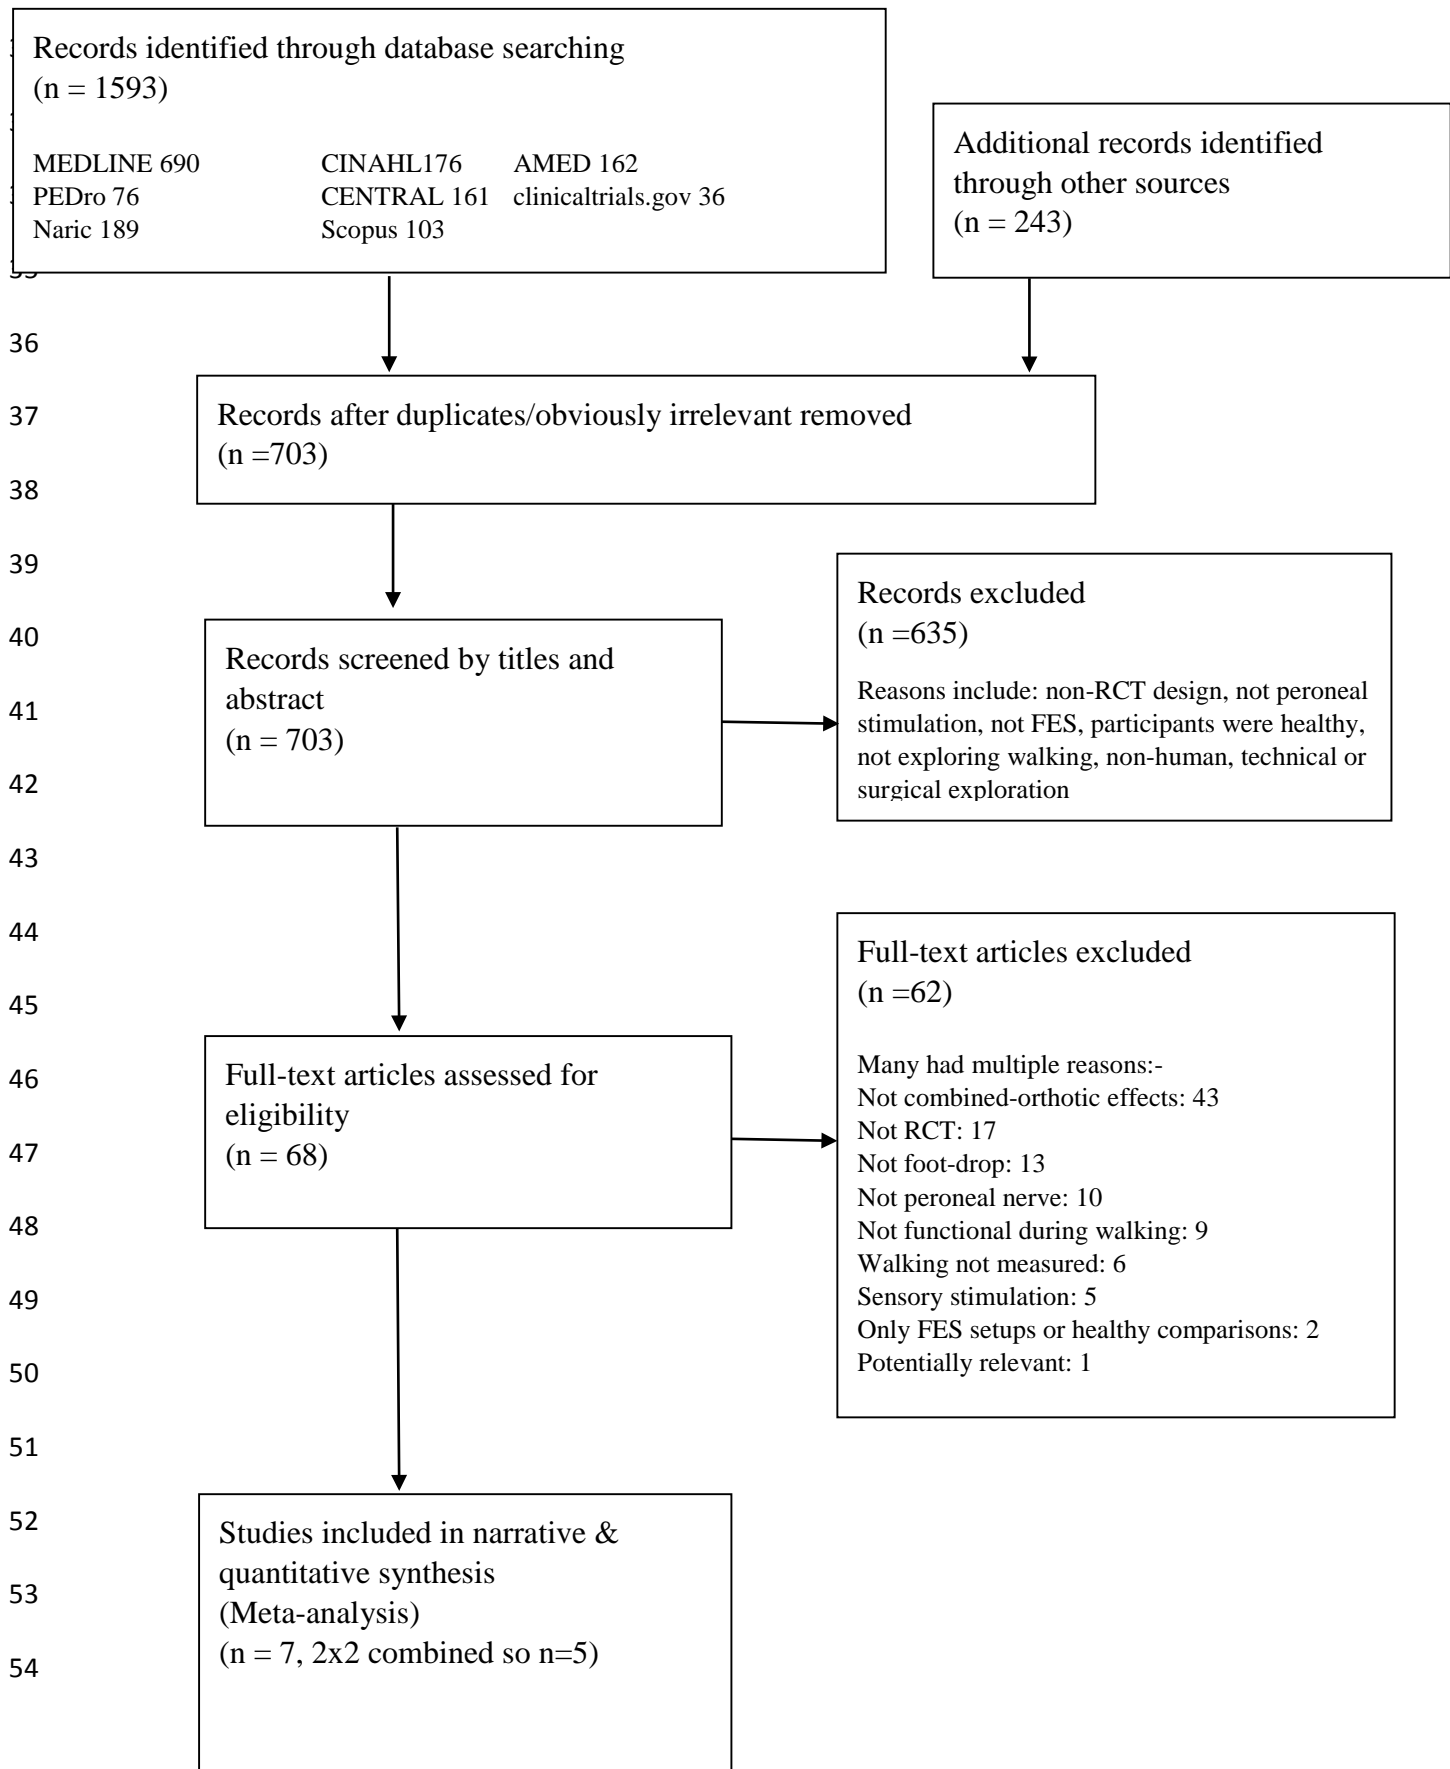 Records identified through database searching
(n = 1593)
MEDLINE 690 CINAHL176 AMED 162
PEDro 76 CENTRAL 161 clinicaltrials.gov 36
Naric 189 Scopus 103
Additional records identified
through other sources
(n = 243)
36
37
Records after duplicates/obviously irrelevant removed
(n =703)
38
39
40
Records screened by titles and
abstract
(n = 703)
41
42
Records excluded
(n =635)
Reasons include: non-RCT design, not peroneal
stimulation, not FES, participants were healthy,
not exploring walking, non-human, technical or
surgical exploration
43
44
45
46
Full-text articles assessed for
eligibility
(n = 68)
47
48
Full-text articles excluded
(n =62)
Many had multiple reasons:-
Not combined-orthotic effects: 43
Not RCT: 17
Not foot-drop: 13
Not peroneal nerve: 10
Not functional during walking: 9
Walking not measured: 6
Sensory stimulation: 5
Only FES setups or healthy comparisons: 2
Potentially relevant: 1
49
50
51
52
Studies included in narrative &
quantitative synthesis
(Meta-analysis)
(n = 7, 2x2 combined so n=5)
53
54